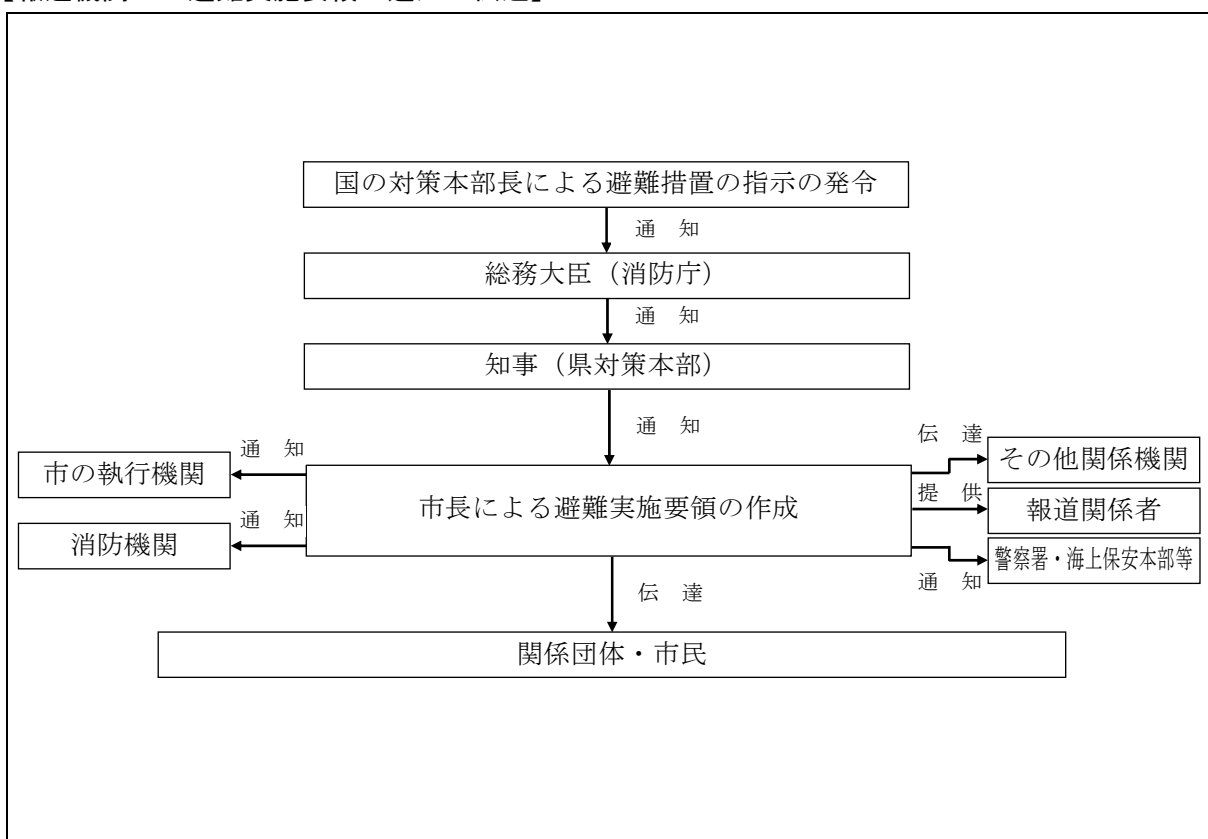 国の対策本部長による避難措置の指示の発令
通 知
総務大臣（消防庁）
通 知
知事（県対策本部）
通 知
伝 達
その他関係機関
通 知
市の執行機関
市長による避難実施要領の作成
提 供
報道関係者
通 知
消防機関
警察署・海上保安本部等
通 知
伝 達
関係団体・市民